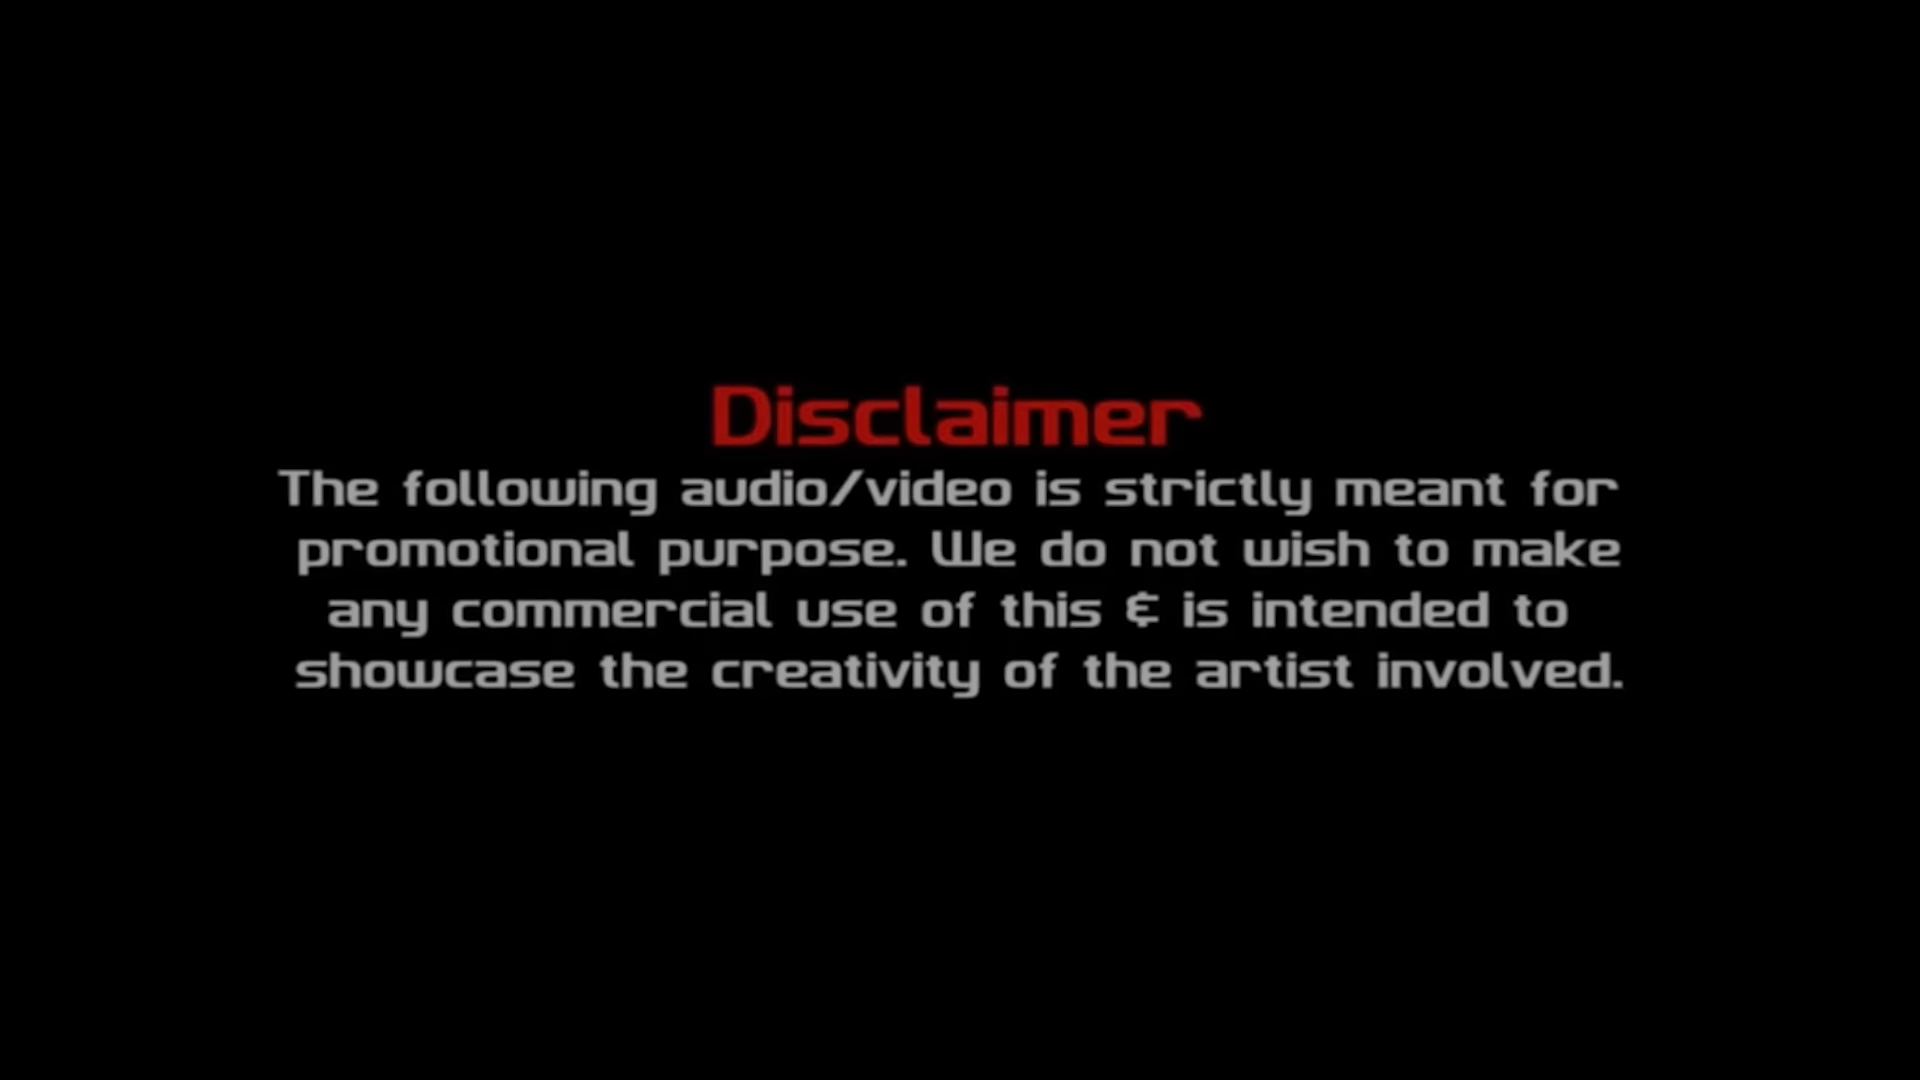 Disclaimer
The following audio/video is strictly meant for
promotional purpose. We do not wish to make
any commercial use of this & is intended to
showcase the creativity of the artist involved.